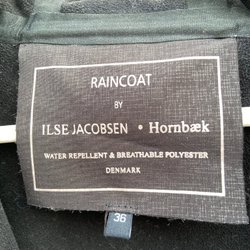 RAINCOAT
BY
ILSE JACOBSEN • Hornbæk
WATER REPELLENT & BREATHABLE POLYESTER
DENMARK
36